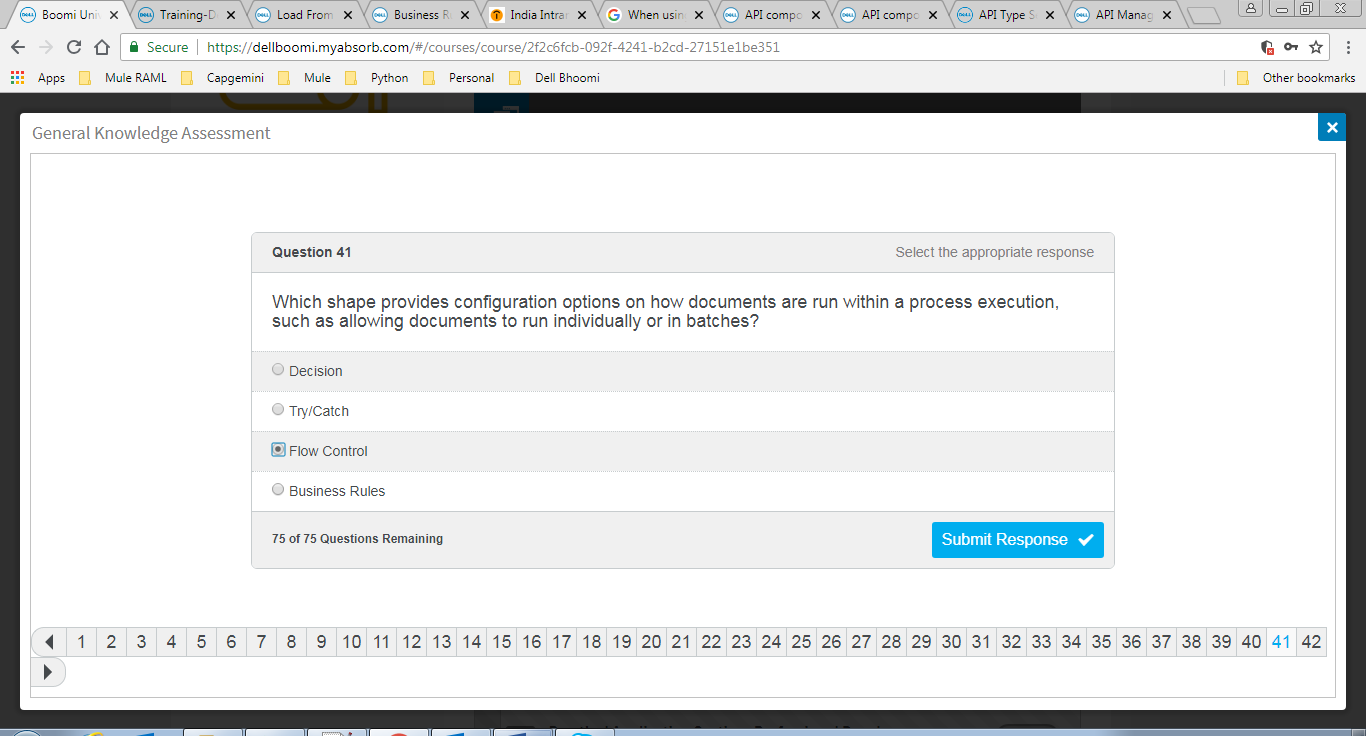 Boomi Uni
Training-D
Load From
Business R
India Intra
When usin
API compo
API compo
API Type S
API Manag
Secure
https://dellboomi.myabsorb.com/#/courses/course/2f2c6fcb-092f-4241-b2cd-27151e1be351
Apps
Mule RAML
Capgemini
Mule
Python
Personal
Dell Bhoomi
Other bookmarks
General Knowledge Assessment
Question 41
Select the appropriate response
Which shape provides configuration options on how documents are run within a process execution,
such as allowing documents to run individually or in batches?
Decision
Try/Catch
Flow Control
Business Rules
75 of 75 Questions Remaining
Submit Response
1 2 3 4 5 6 7 8 9 10 11 12 13 14 15 16 17 18 19 20 21 22 23 24 25 26 27 28 29 30 31 32 33 34 35 36 37 38 39 40 41 42